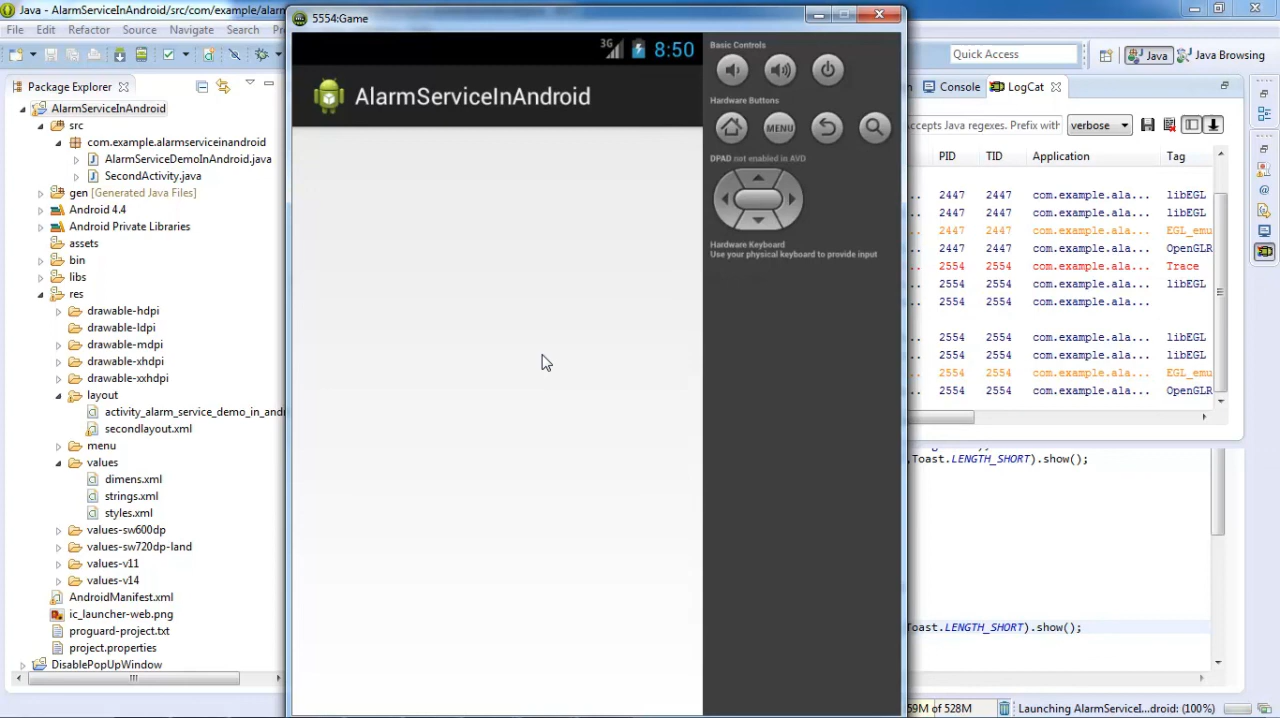 Java - AlarmServiceInAndroid/src/com/example/alarm
5554:Game
File Edit Refactor Source Navigate Search
Quick Access
Java
Java Browsing
Package Explorer
AlarmServiceInAndroid
src
com.example.alarmserviceinandroid
AlarmServiceDemoInAndroid.java
SecondActivity.java
gen [Generated Java Files]
Android 4.4
Android Private Libraries
assets
bin
libs
res
drawable-hdpi
drawable-ldpi
drawable-mdpi
drawable-xhdpi
drawable-xxhdpi
layout
activity_alarm_service_demo_in_andr
secondlayout.xml
menu
values
dimens.xml
strings.xml
styles.xml
values-sw600dp
values-sw720dp-land
values-v11
values-v14
AndroidManifest.xml
ic_launcher-web.png
proguard-project.txt
project.properties
DisablePopUpWindow
3G 8:50
AlarmServiceInAndroid
Basic Controls
Hardware Buttons
MENU
DPAD not enabled in AVD
Hardware Keyboard
Use your physical keyboard to provide input
Console
LogCat
accepts Java regexes. Prefix with
verbose
PID TID Application Tag
2447 2447 com.example.ala... libEGL
2447 2447 com.example.ala... libEGL
2447 2447 com.example.ala... EGL_emu
2447 2447 com.example.ala... OpenGLR
2554 2554 com.example.ala... Trace
2554 2554 com.example.ala... libEGL
2554 2554 com.example.ala...
2554 2554 com.example.ala... libEGL
2554 2554 com.example.ala... libEGL
2554 2554 com.example.ala... EGL_emu
2554 2554 com.example.ala... OpenGLR
.Toast.LENGTH_SHORT).show();
Toast.LENGTH_SHORT).show();
59M of 528M
Launching AlarmServiceI...droid: (100%)